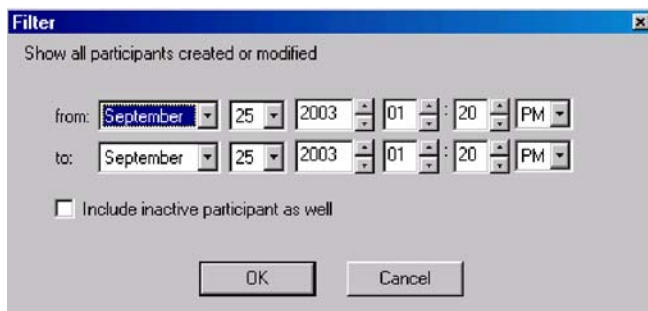 Filter
Show all participants created or modified
from: September 25 2003 01 : 20 PM
to: September 25 2003 01 : 20 PM
Include inactive participant as well
OK Cancel